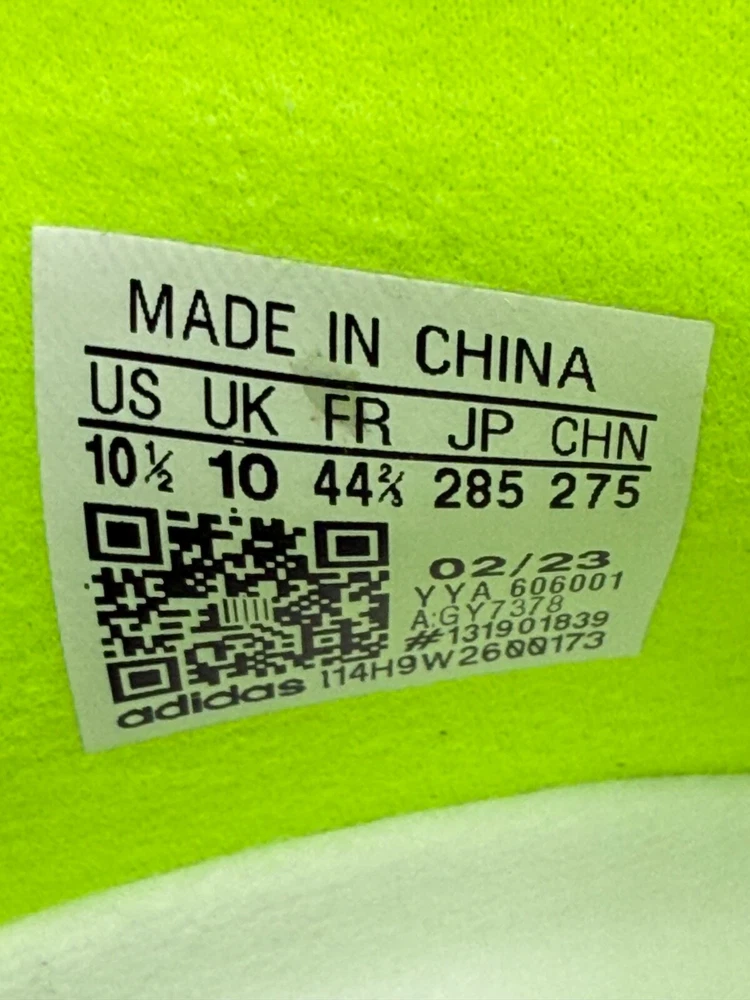 MADE IN CHINA
US UK FR JP CHN
10½ 10 44⅔ 285 275
02/23
YYA 606001
A:GY7378
#131901839
adidas 114H9W2600173